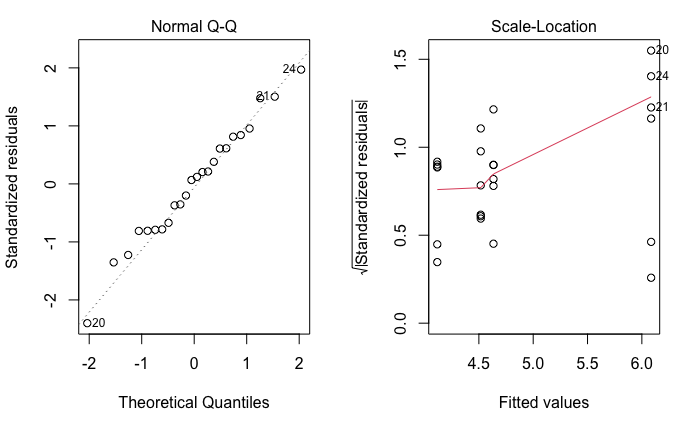 Normal Q-Q
Standardized residuals
2
1
0
-1
-2
24
21
20
-2 -1 0 1 2
Theoretical Quantiles
Scale-Location
√|Standardized residuals|
1.5
1.0
0.5
0.0
20
24
21
4.5 5.0 5.5 6.0
Fitted values